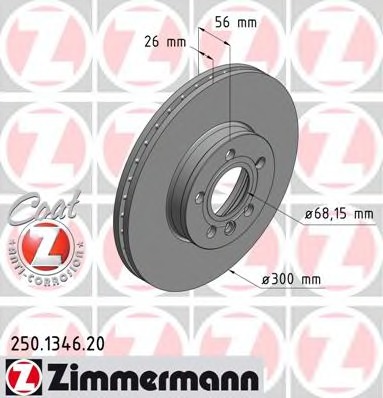 56 mm
26 mm
ø68,15 mm
ø300 mm
Coat
Z
ANTI-CORROSION
250.1346.20
Z Zimmermann